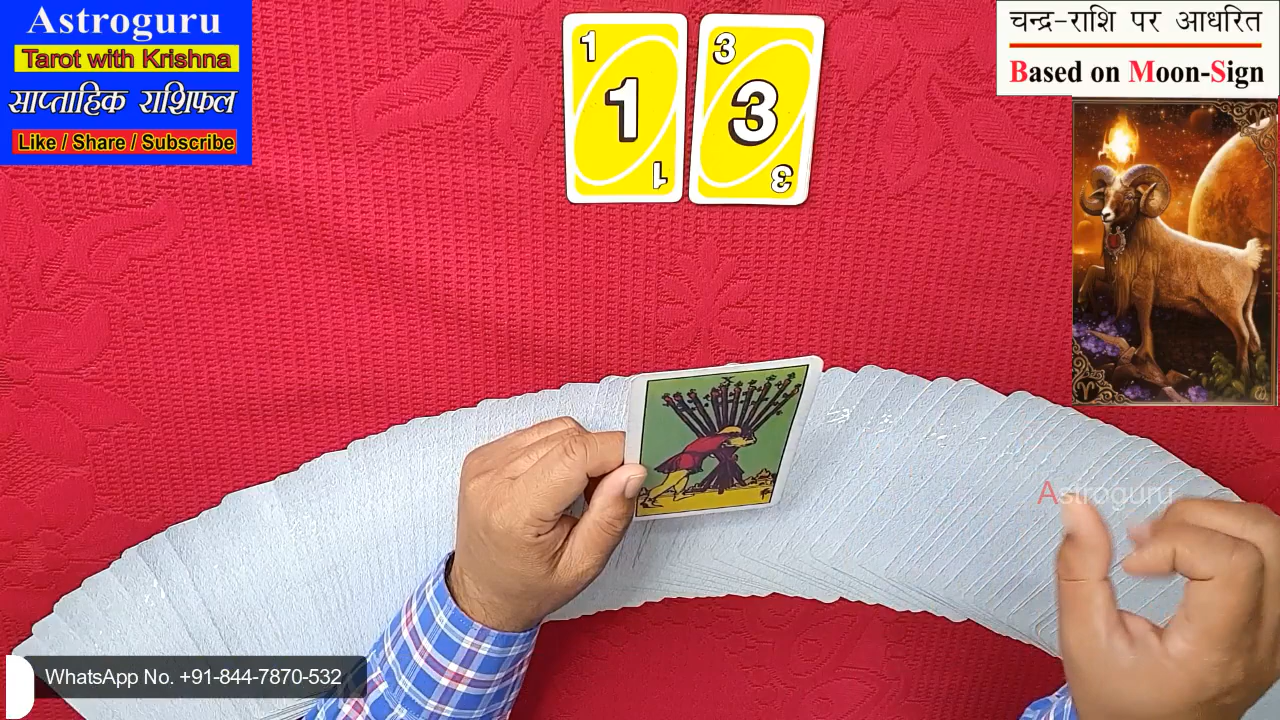 Astroguru
Tarot with Krishna
साप्ताहिक राशिफल
Like / Share / Subscribe
1
1
1
3
3
3
चन्द्र-राशि पर आधरित
Based on Moon-Sign
Astroguru
WhatsApp No. +91-844-7870-532